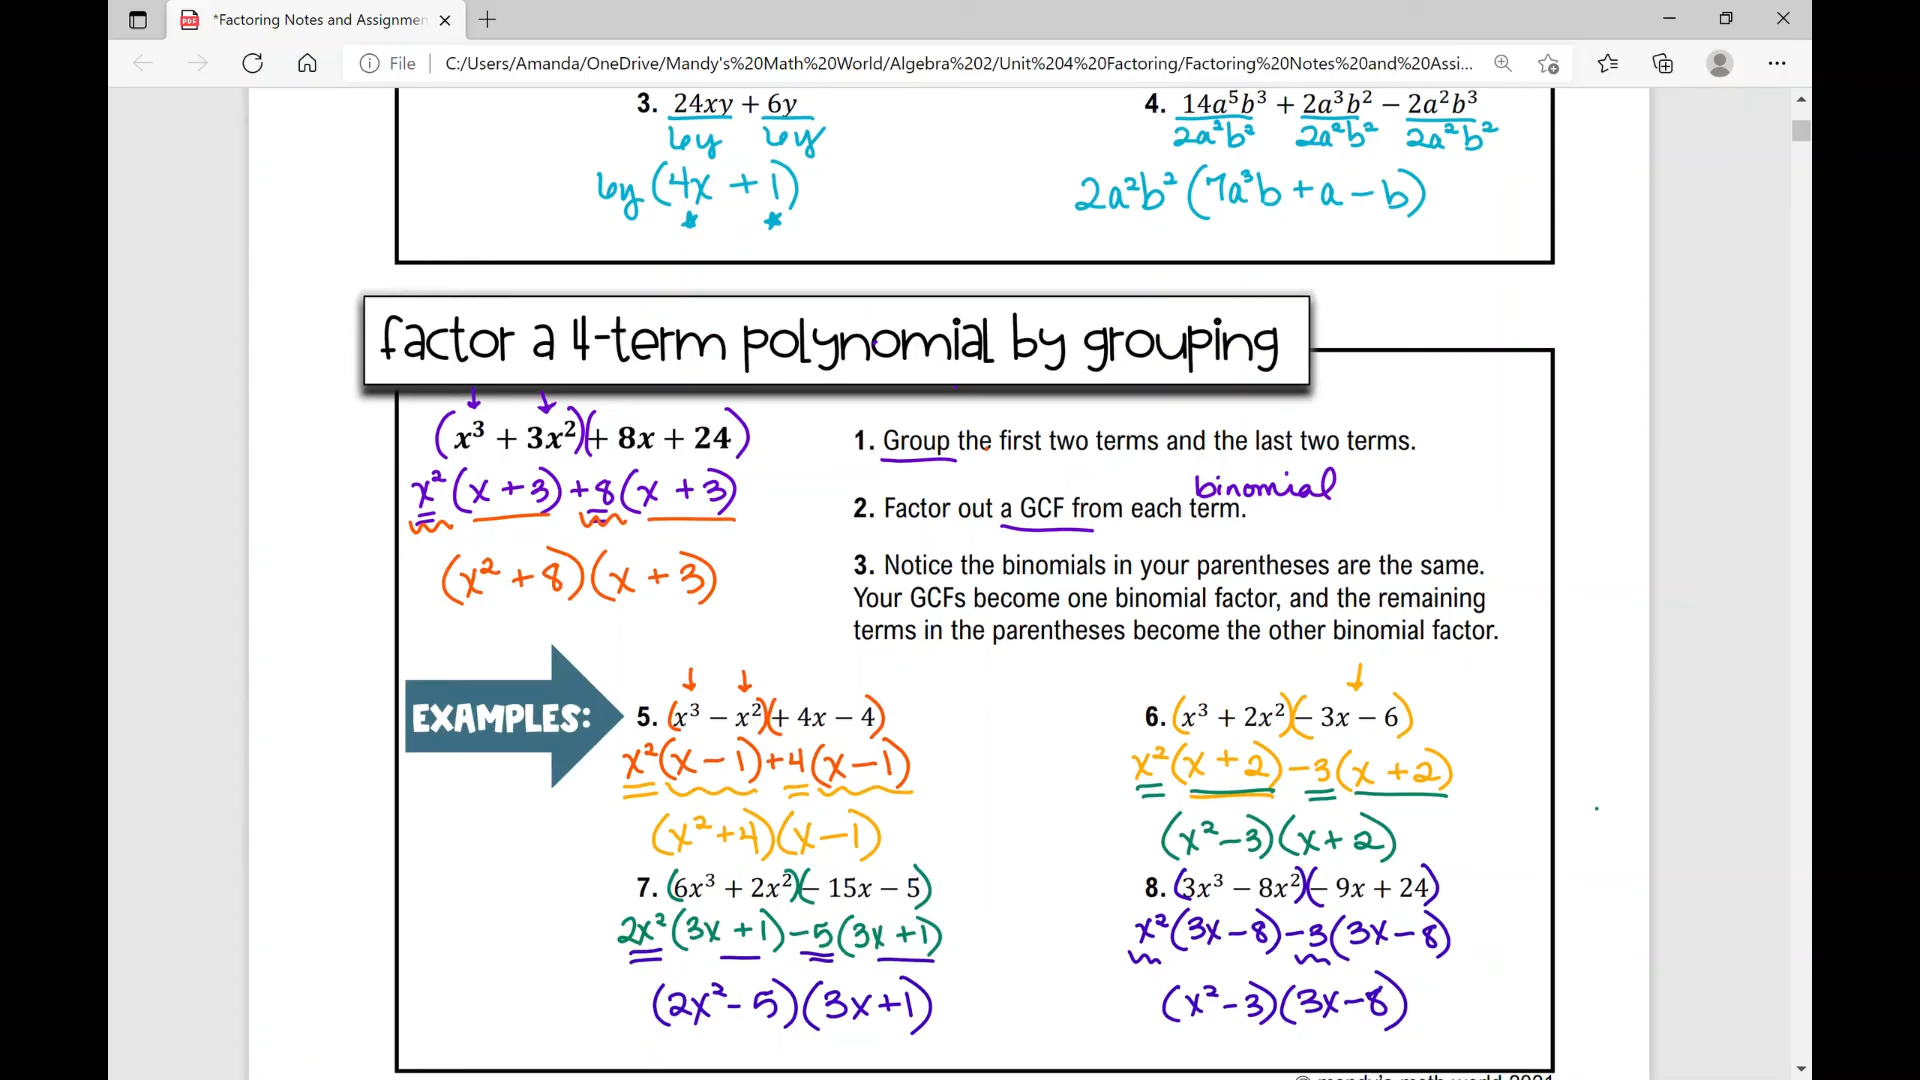 *Factoring Notes and Assignmen
File C:/Users/Amanda/OneDrive/Mandy's%20Math%20World/Algebra%202/Unit%204%20Factoring/Factoring%20Notes%20and%20Assi...
3. 24xy + 6y
6y 6y
6y (4x + 1)
4. 14a⁵b³ + 2a³b² − 2a²b³
2a²b² 2a²b² 2a²b²
2a²b² (7a³b + a − b)
factor a 4-term polynomial by grouping
(x³ + 3x²)(+ 8x + 24)
x²(x + 3) + 8(x + 3)
(x² + 8)(x + 3)
1. Group the first two terms and the last two terms.
binomial
2. Factor out a GCF from each term.
3. Notice the binomials in your parentheses are the same.
Your GCFs become one binomial factor, and the remaining
terms in the parentheses become the other binomial factor.
EXAMPLES:
5. (x³ − x²)(+ 4x − 4)
x²(x − 1) + 4(x − 1)
(x² + 4)(x − 1)
6. (x³ + 2x²)(− 3x − 6)
x²(x + 2) − 3(x + 2)
(x² − 3)(x + 2)
7. (6x³ + 2x²)(− 15x − 5)
2x²(3x + 1) − 5(3x + 1)
(2x² − 5)(3x + 1)
8. (3x³ − 8x²)(− 9x + 24)
x²(3x − 8) − 3(3x − 8)
(x² − 3)(3x − 8)
© mandy's math world 2021